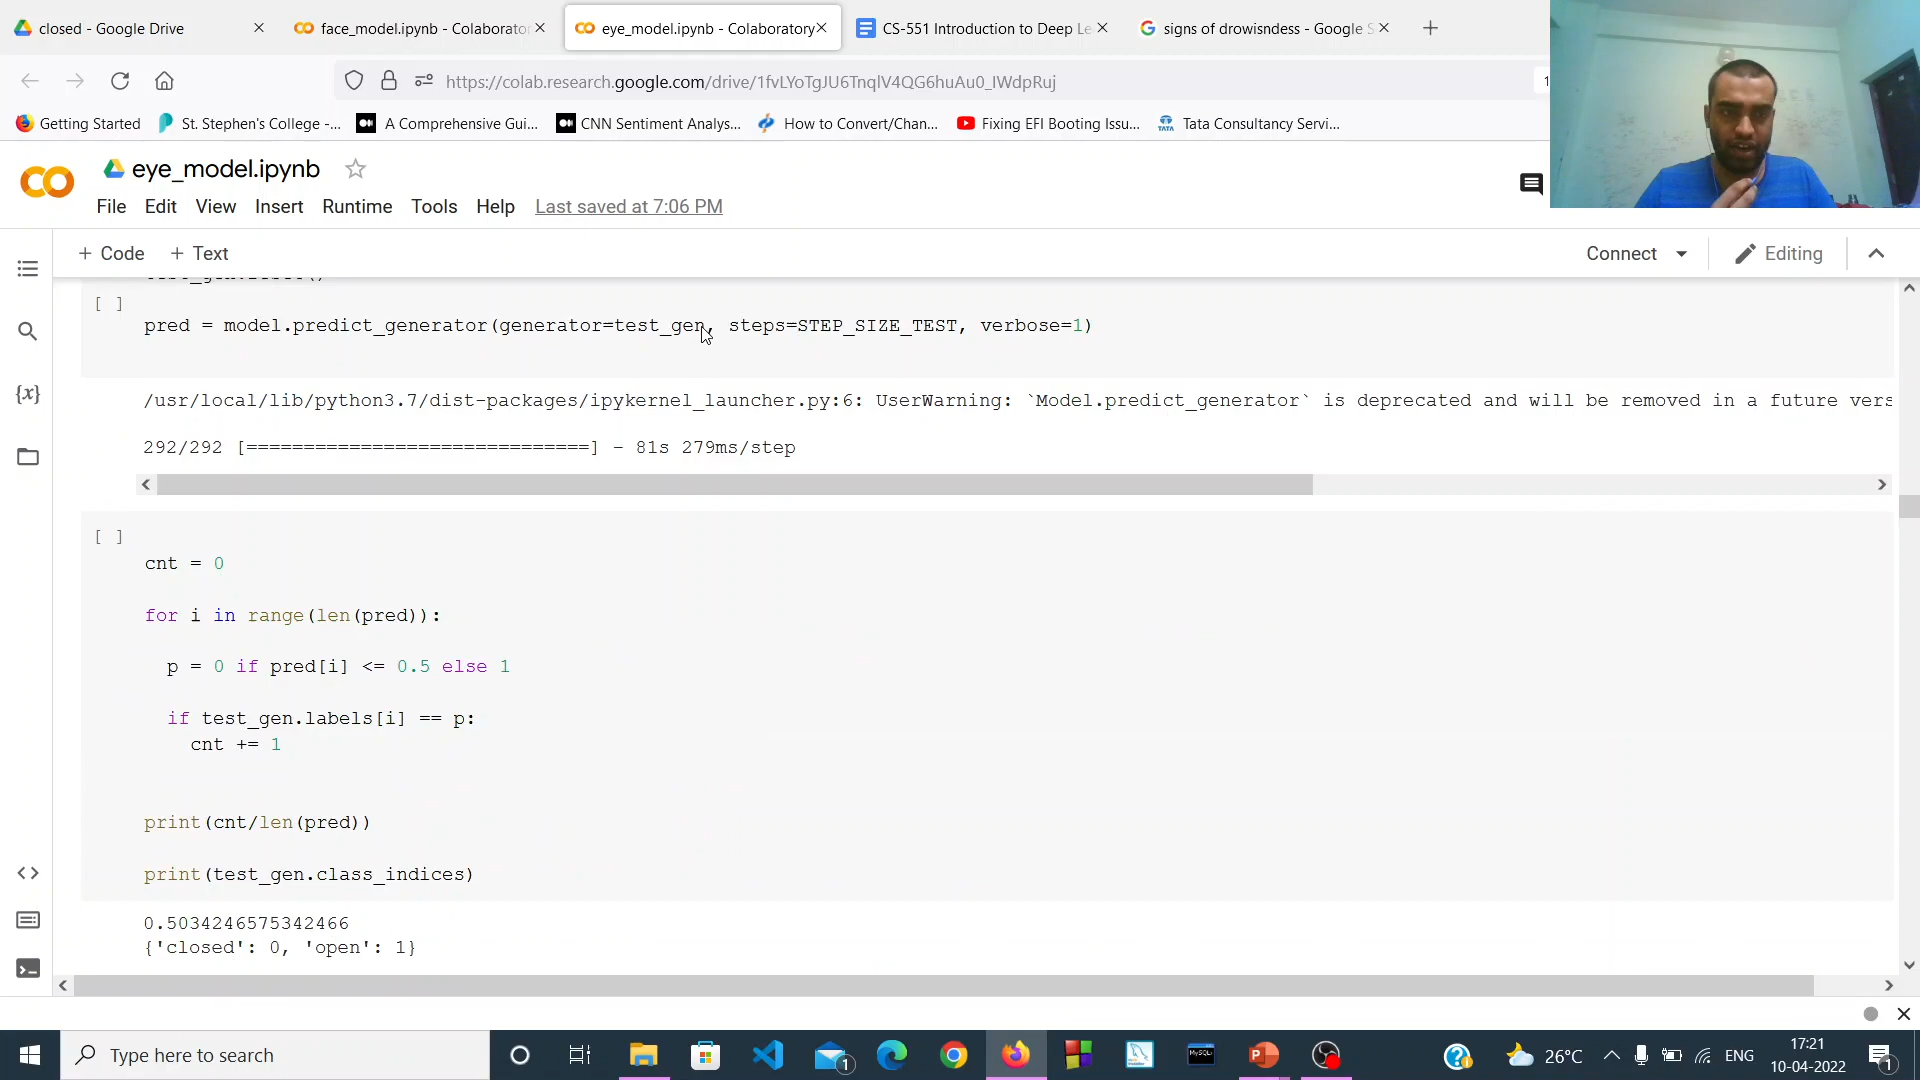 closed - Google Drive
face_model.ipynb - Colaborato
eye_model.ipynb - Colaboratory
CS-551 Introduction to Deep Le
signs of drowisndess - Google S
https://colab.research.google.com/drive/1fvLYoTgJU6TnqlV4QG6huAu0_IWdpRuj
Getting Started
St. Stephen's College -...
A Comprehensive Gui...
CNN Sentiment Analys...
How to Convert/Chan...
Fixing EFI Booting Issu...
TATA
Tata Consultancy Servi...
eye_model.ipynb
File Edit View Insert Runtime Tools Help Last saved at 7:06 PM
+ Code + Text
Connect
Editing
[ ]
pred = model.predict_generator(generator=test_gen, steps=STEP_SIZE_TEST, verbose=1)
/usr/local/lib/python3.7/dist-packages/ipykernel_launcher.py:6: UserWarning: `Model.predict_generator` is deprecated and will be removed in a future vers
292/292 [==============================] - 81s 279ms/step
[ ]
cnt = 0
for i in range(len(pred)):
p = 0 if pred[i] <= 0.5 else 1
if test_gen.labels[i] == p:
cnt += 1
print(cnt/len(pred))
print(test_gen.class_indices)
0.5034246575342466
{'closed': 0, 'open': 1}
Type here to search
1
26°C
ENG
17:21
10-04-2022
1